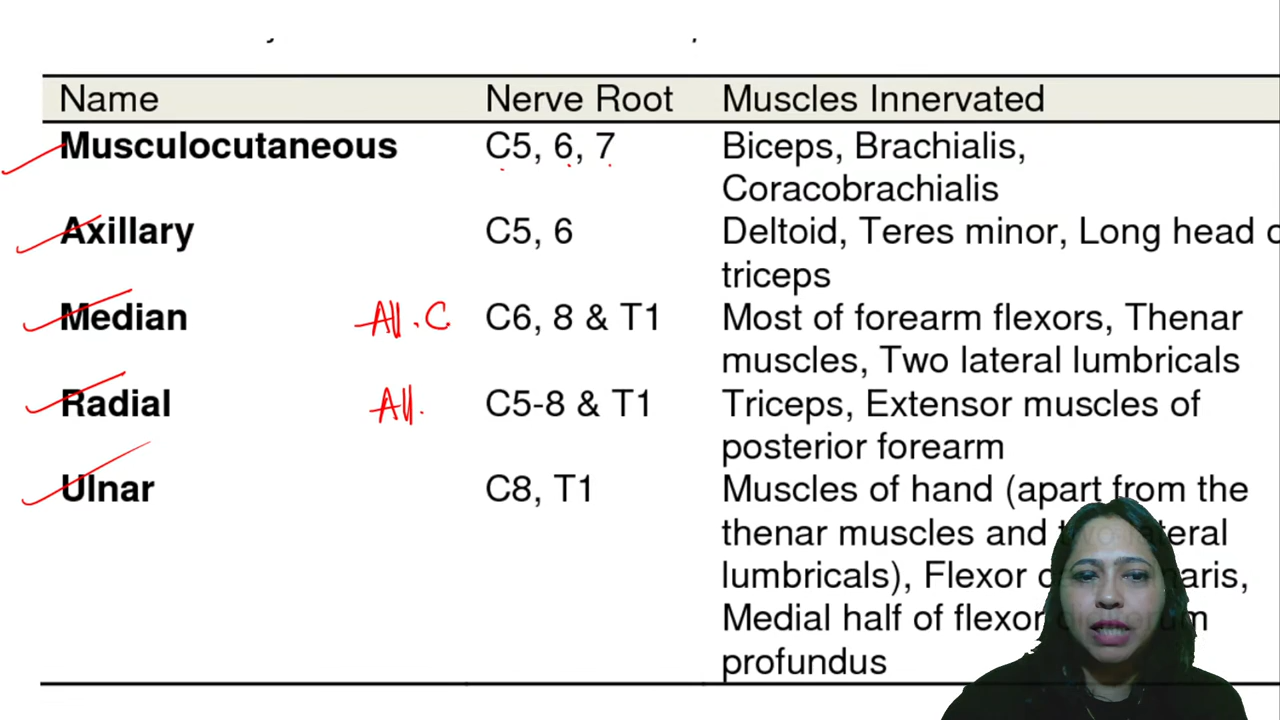 Name Nerve Root Muscles Innervated
Musculocutaneous C5, 6, 7 Biceps, Brachialis,
Coracobrachialis
Axillary C5, 6 Deltoid, Teres minor, Long head
triceps
Median All. C C6, 8 & T1 Most of forearm flexors, Thenar
muscles, Two lateral lumbricals
Radial All. C5-8 & T1 Triceps, Extensor muscles of
posterior forearm
Ulnar C8, T1 Muscles of hand (apart from the
thenar muscles and two lateral
lumbricals), Flexor
Medial half of flexor
profundus